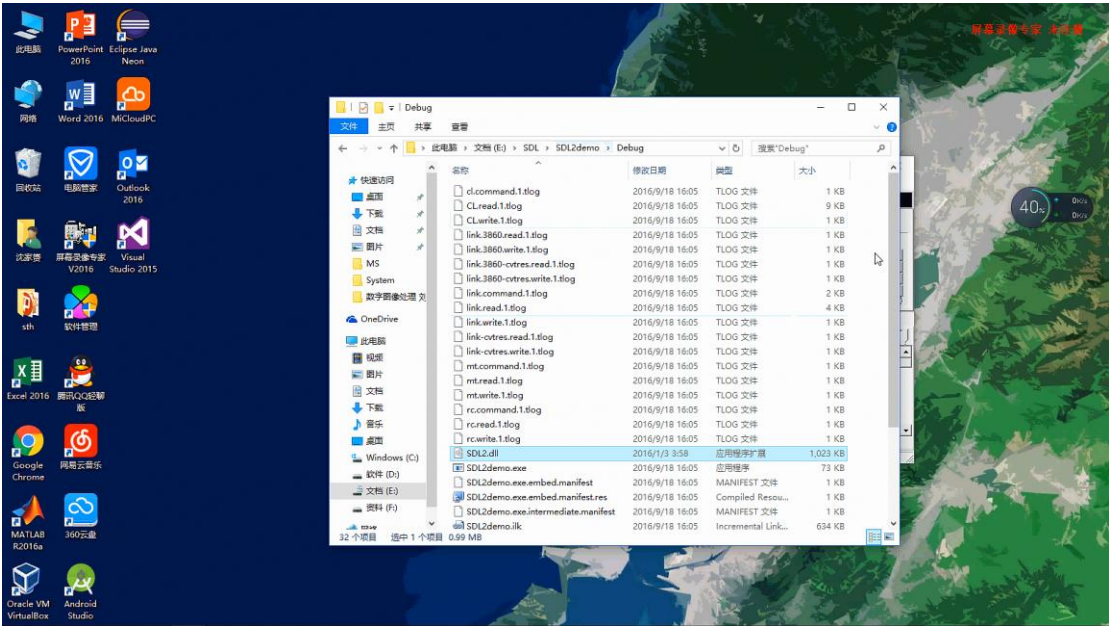 此电脑
PowerPoint 2016
Eclipse Java Neon
网络
Word 2016
MiCloudPC
回收站
电脑管家
Outlook 2016
沈家善
屏幕录像专家 V2016
Visual Studio 2015
sth
软件管理
Excel 2016
腾讯QQ轻聊版
Google Chrome
网易云音乐
MATLAB R2016a
360云盘
Oracle VM VirtualBox
Android Studio
屏幕录像专家 未注册
40%
0K/s
0K/s
Debug
文件 主页 共享 查看
此电脑 › 文档 (E:) › SDL › SDL2demo › Debug
搜索"Debug"
快速访问
桌面
下载
文档
图片
MS
System
数字图像处理 刘
OneDrive
此电脑
视频
图片
文档
下载
音乐
桌面
Windows (C:)
软件 (D:)
文档 (E:)
资料 (F:)
名称 修改日期 类型 大小
cl.command.1.tlog 2016/9/18 16:05 TLOG 文件 1 KB
CL.read.1.tlog 2016/9/18 16:05 TLOG 文件 9 KB
CL.write.1.tlog 2016/9/18 16:05 TLOG 文件 1 KB
link.3860.read.1.tlog 2016/9/18 16:05 TLOG 文件 1 KB
link.3860.write.1.tlog 2016/9/18 16:05 TLOG 文件 1 KB
link.3860-cvtres.read.1.tlog 2016/9/18 16:05 TLOG 文件 1 KB
link.3860-cvtres.write.1.tlog 2016/9/18 16:05 TLOG 文件 1 KB
link.command.1.tlog 2016/9/18 16:05 TLOG 文件 2 KB
link.read.1.tlog 2016/9/18 16:05 TLOG 文件 4 KB
link.write.1.tlog 2016/9/18 16:05 TLOG 文件 1 KB
link-cvtres.read.1.tlog 2016/9/18 16:05 TLOG 文件 1 KB
link-cvtres.write.1.tlog 2016/9/18 16:05 TLOG 文件 1 KB
mt.command.1.tlog 2016/9/18 16:05 TLOG 文件 1 KB
mt.read.1.tlog 2016/9/18 16:05 TLOG 文件 1 KB
mt.write.1.tlog 2016/9/18 16:05 TLOG 文件 1 KB
rc.command.1.tlog 2016/9/18 16:05 TLOG 文件 1 KB
rc.read.1.tlog 2016/9/18 16:05 TLOG 文件 1 KB
rc.write.1.tlog 2016/9/18 16:05 TLOG 文件 1 KB
SDL2.dll 2016/1/3 3:58 应用程序扩展 1,023 KB
SDL2demo.exe 2016/9/18 16:05 应用程序 73 KB
SDL2demo.exe.embed.manifest 2016/9/18 16:05 MANIFEST 文件 1 KB
SDL2demo.exe.embed.manifest.res 2016/9/18 16:05 Compiled Resou... 1 KB
SDL2demo.exe.intermediate.manifest 2016/9/18 16:05 MANIFEST 文件 1 KB
SDL2demo.ilk 2016/9/18 16:05 Incremental Link... 634 KB
32 个项目 选中 1 个项目 0.99 MB